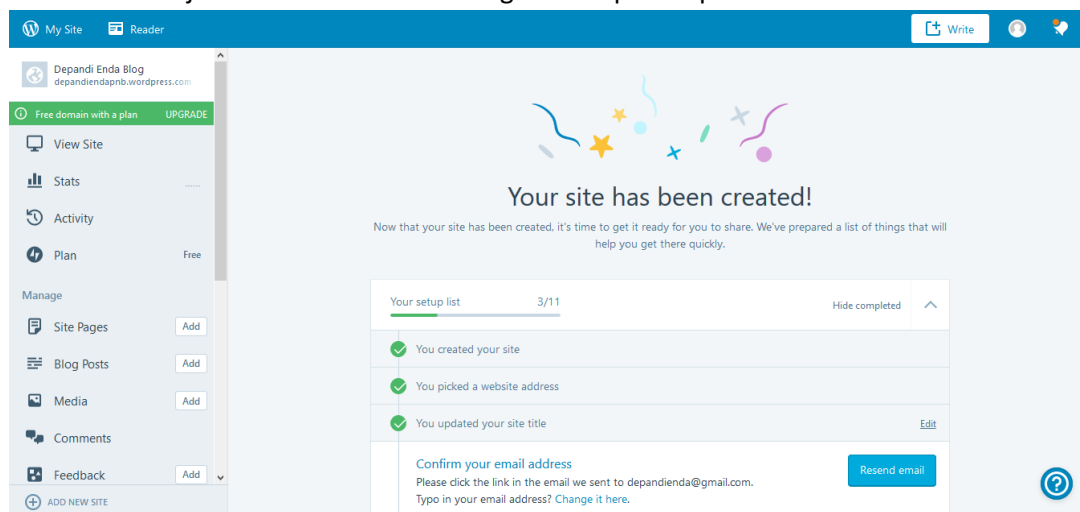 My Site
Reader
Write
Depandi Enda Blog
depandiendapnb.wordpress.com
Free domain with a plan UPGRADE
View Site
Stats
Activity
Plan Free
Manage
Site Pages Add
Blog Posts Add
Media Add
Comments
Feedback Add
ADD NEW SITE
Your site has been created!
Now that your site has been created, it's time to get it ready for you to share. We've prepared a list of things that will
help you get there quickly.
Your setup list 3/11 Hide completed
You created your site
You picked a website address
You updated your site title Edit
Confirm your email address
Please click the link in the email we sent to depandienda@gmail.com.
Typo in your email address? Change it here.
Resend email